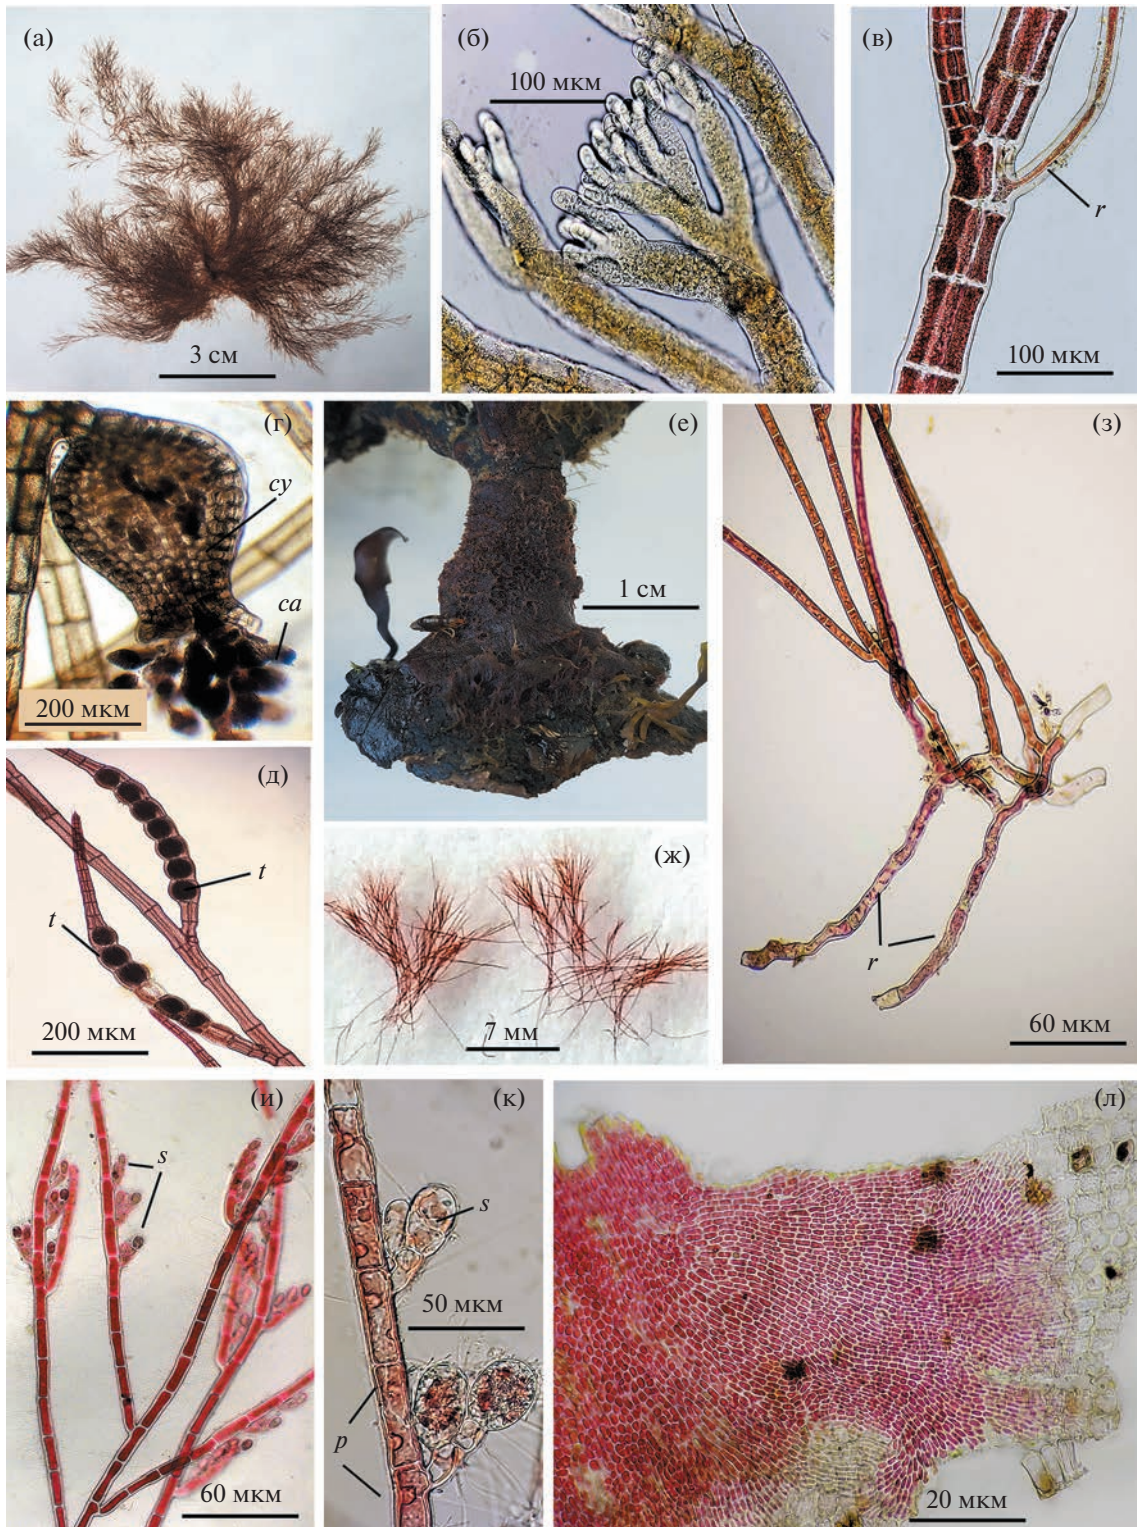 (а)
3 см
(б)
100 мкм
(в)
r
100 мкм
(г)
cy
ca
200 мкм
(д)
t
t
200 мкм
(е)
1 см
(ж)
7 мм
(з)
r
60 мкм
(и)
s
60 мкм
(к)
s
50 мкм
p
(л)
20 мкм